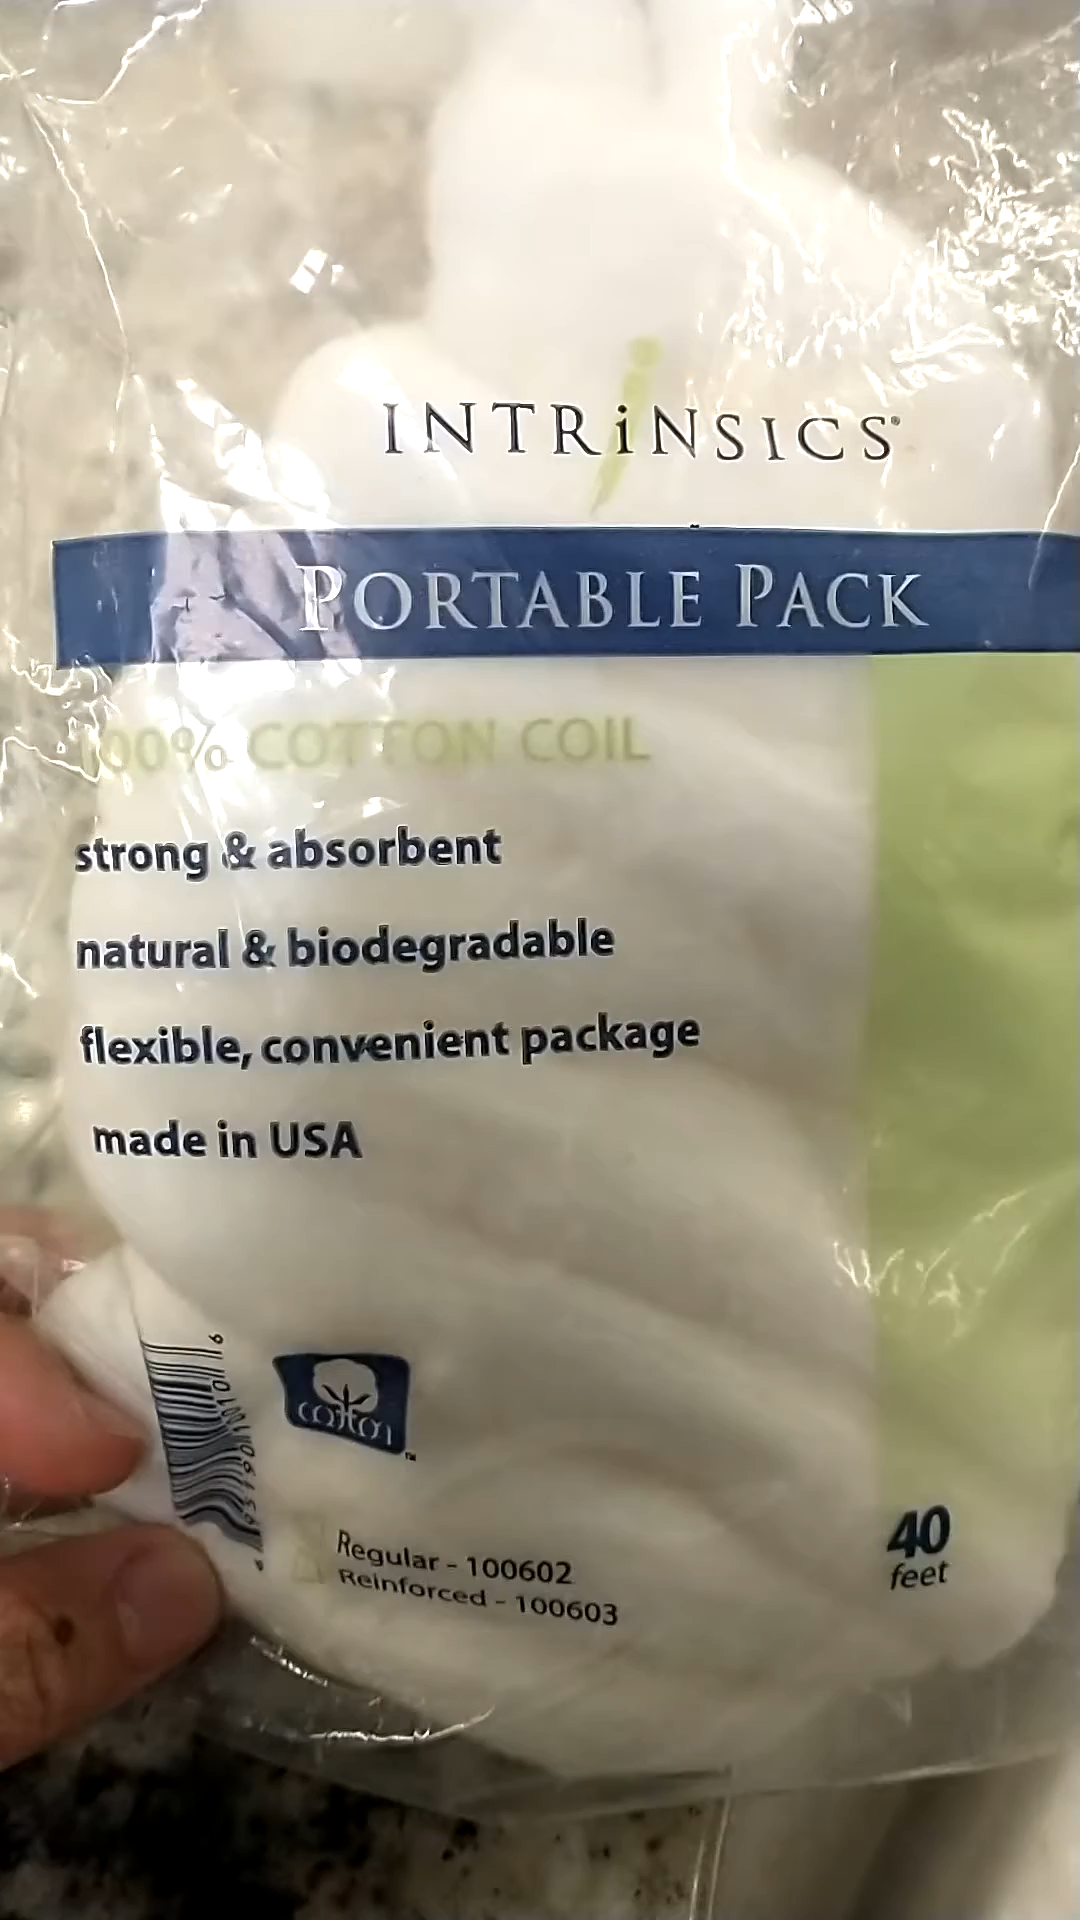 INTRiNSICS®
PORTABLE PACK
100% COTTON COIL
strong & absorbent
natural & biodegradable
flexible, convenient package
made in USA
cotton™
Regular - 100602
Reinforced - 100603
40
feet